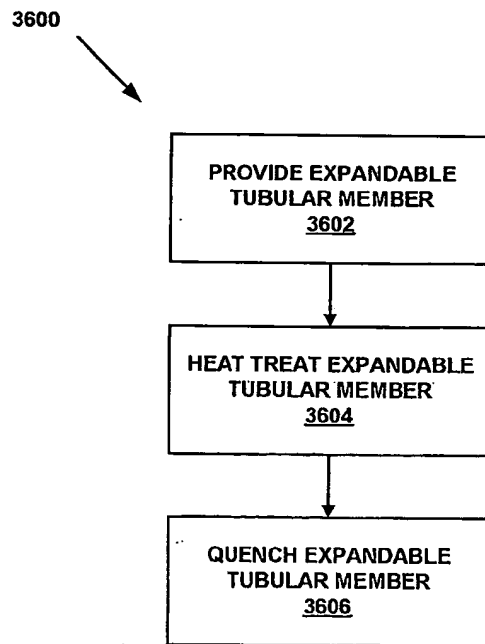 3600
PROVIDE EXPANDABLE
TUBULAR MEMBER
3602
HEAT TREAT EXPANDABLE
TUBULAR MEMBER
3604
QUENCH EXPANDABLE
TUBULAR MEMBER
3606